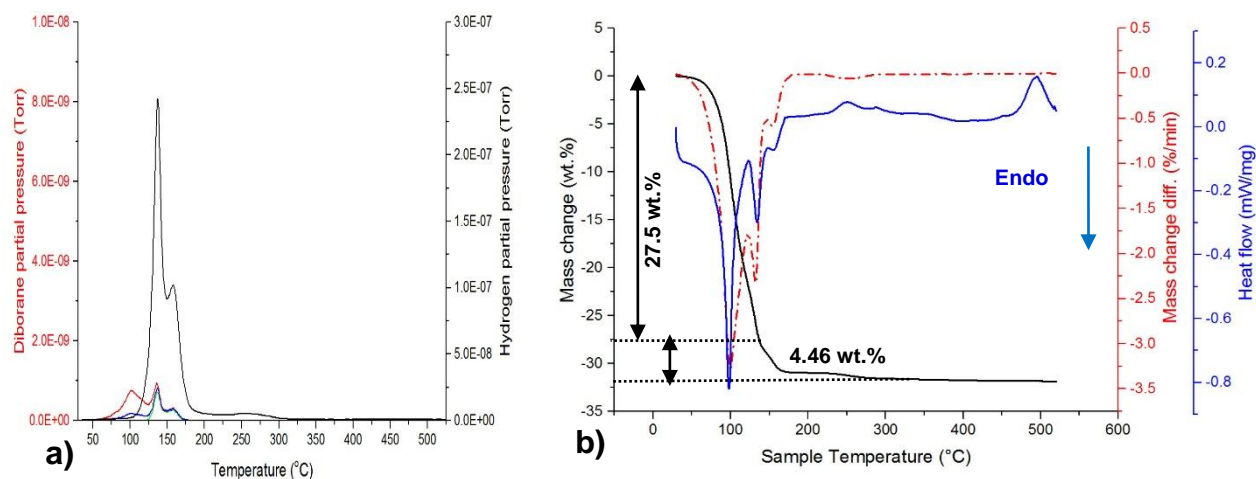 1.0E-08
8.0E-09
6.0E-09
4.0E-09
2.0E-09
0.0E+00
Diborane partial pressure (Torr)
3.0E-07
2.5E-07
2.0E-07
1.5E-07
1.0E-07
5.0E-08
0.0E+00
Hydrogen partial pressure (Torr)
50 100 150 200 250 300 350 400 450 500
Temperature (°C)
a)
b)
5
0
-5
-10
-15
-20
-25
-30
-35
Mass change (wt.%)
27.5 wt.%
4.46 wt.%
Endo
0 100 200 300 400 500 600
Sample Temperature (°C)
0.5
0.0
-0.5
-1.0
-1.5
-2.0
-2.5
-3.0
-3.5
Mass change diff. (%/min)
0.2
0.0
-0.2
-0.4
-0.6
-0.8
Heat flow (mW/mg)